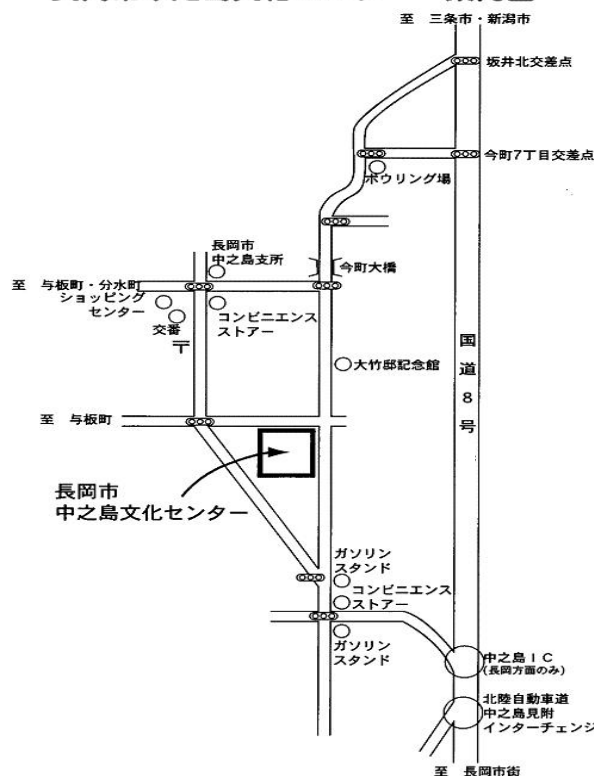 至 三条市・新潟市
坂井北交差点
今町7丁目交差点
ボウリング場
長岡市
中之島支所
今町大橋
至 与板町・分水町
ショッピング
センター
交番
コンビニエンス
ストアー
〒
大竹邸記念館
国道8号
至 与板町
長岡市
中之島文化センター
ガソリン
スタンド
コンビニエンス
ストアー
ガソリン
スタンド
中之島IC
(長岡方面のみ)
北陸自動車道
中之島見附
インターチェンジ
至 長岡市街